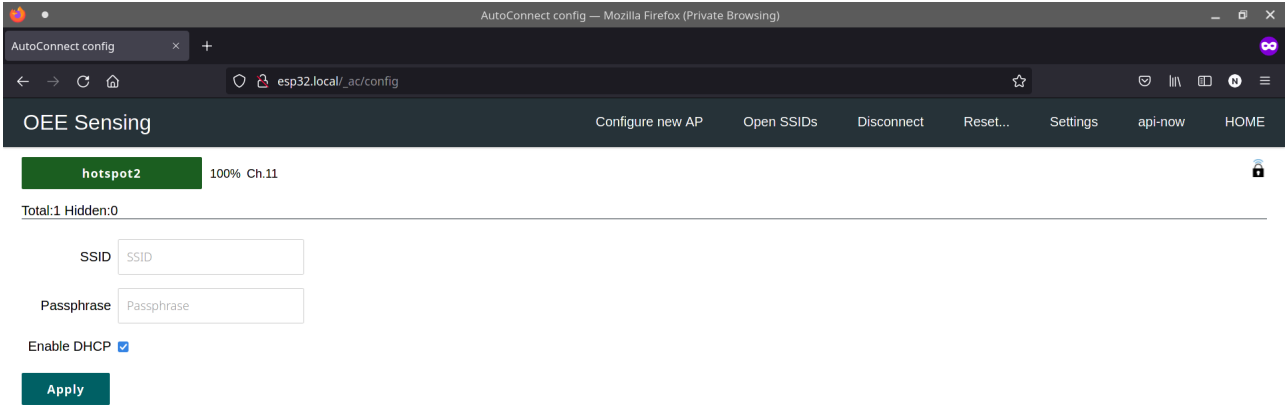 AutoConnect config — Mozilla Firefox (Private Browsing)
AutoConnect config
esp32.local/_ac/config
N
OEE Sensing Configure new AP Open SSIDs Disconnect Reset... Settings api-now HOME
hotspot2 100% Ch.11
Total:1 Hidden:0
SSID SSID
Passphrase Passphrase
Enable DHCP
Apply